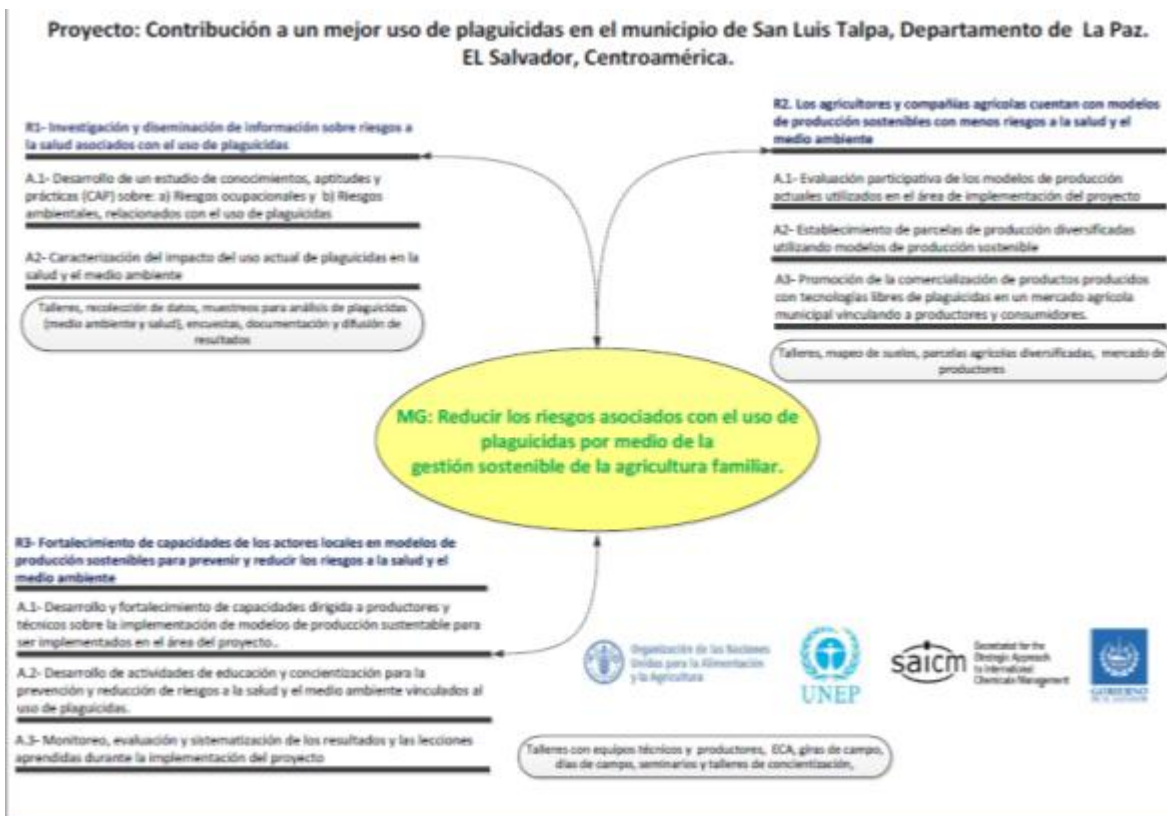 Proyecto: Contribución a un mejor uso de plaguicidas en el municipio de San Luis Talpa, Departamento de La Paz.
EL Salvador, Centroamérica.
R1- Investigación y diseminación de información sobre riesgos a
la salud asociados con el uso de plaguicidas
A.1- Desarrollo de un estudio de conocimientos, aptitudes y
prácticas (CAP) sobre: a) Riesgos ocupacionales y b) Riesgos
ambientales, relacionados con el uso de plaguicidas
A2- Caracterización del impacto del uso actual de plaguicidas en la
salud y el medio ambiente
Talleres, recolección de datos, muestreos para análisis de plaguicidas
(medio ambiente y salud), encuestas, documentación y difusión de
resultados
R2. Los agricultores y compañías agrícolas cuentan con modelos
de producción sostenibles con menos riesgos a la salud y el
medio ambiente
A.1- Evaluación participativa de los modelos de producción
actuales utilizados en el área de implementación del proyecto
A2- Establecimiento de parcelas de producción diversificadas
utilizando modelos de producción sostenible
A3- Promoción de la comercialización de productos producidos
con tecnologías libres de plaguicidas en un mercado agrícola
municipal vinculando a productores y consumidores.
Talleres, mapeo de suelos, parcelas agrícolas diversificadas, mercado de
productores
MG: Reducir los riesgos asociados con el uso de
plaguicidas por medio de la
gestión sostenible de la agricultura familiar.
R3- Fortalecimiento de capacidades de los actores locales en modelos de
producción sostenibles para prevenir y reducir los riesgos a la salud y el
medio ambiente
A.1- Desarrollo y fortalecimiento de capacidades dirigida a productores y
técnicos sobre la implementación de modelos de producción sustentable para
ser implementados en el área del proyecto..
A.2- Desarrollo de actividades de educación y concientización para la
prevención y reducción de riesgos a la salud y el medio ambiente vinculados al
uso de plaguicidas.
A.3- Monitoreo, evaluación y sistematización de los resultados y las lecciones
aprendidas durante la implementación del proyecto
Organización de las Naciones
Unidas para la Alimentación
y la Agricultura
UNEP
saicm
Secretariat for the
Strategic Approach
to International
Chemicals Management
GOBIERNO
DE EL SALVADOR
Talleres con equipos técnicos y productores, ECA, giras de campo,
días de campo, seminarios y talleres de concientización,